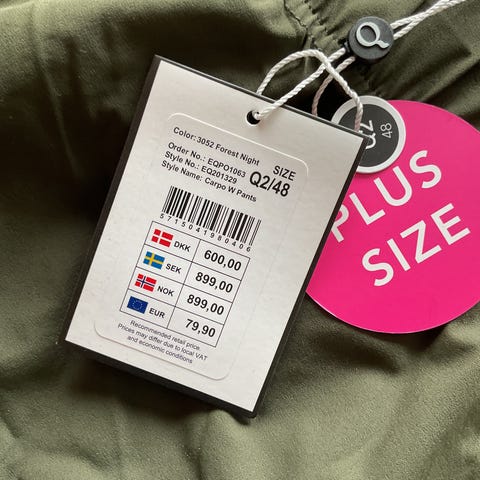 Q
Q2
48
PLUS
SIZE
Color: 3052 Forest Night
Order No.: EQPO1063
Style No.: EQ201329
Style Name: Carpo W Pants
SIZE
Q2/48
5715041980406
DKK 600,00
SEK 899,00
NOK 899,00
EUR 79,90
Recommended retail price.
Prices may differ due to local VAT
and economic conditions